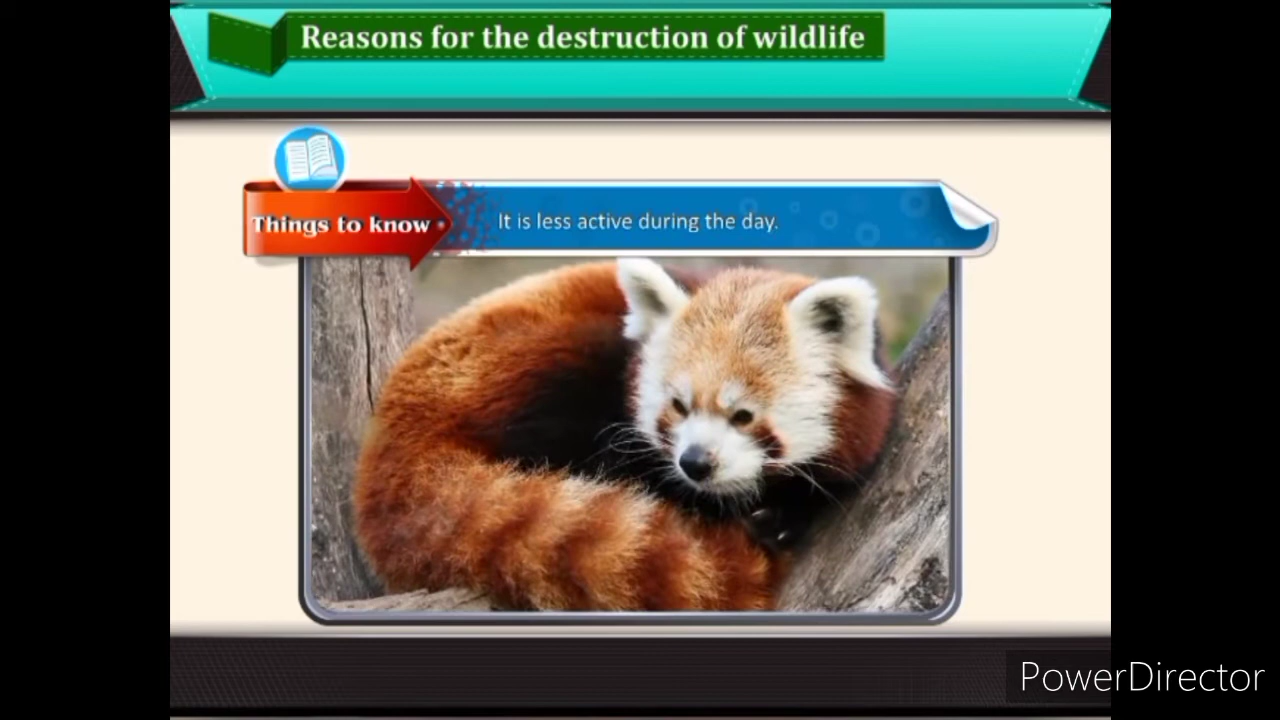 Reasons for the destruction of wildlife
Things to know
It is less active during the day.
PowerDirector